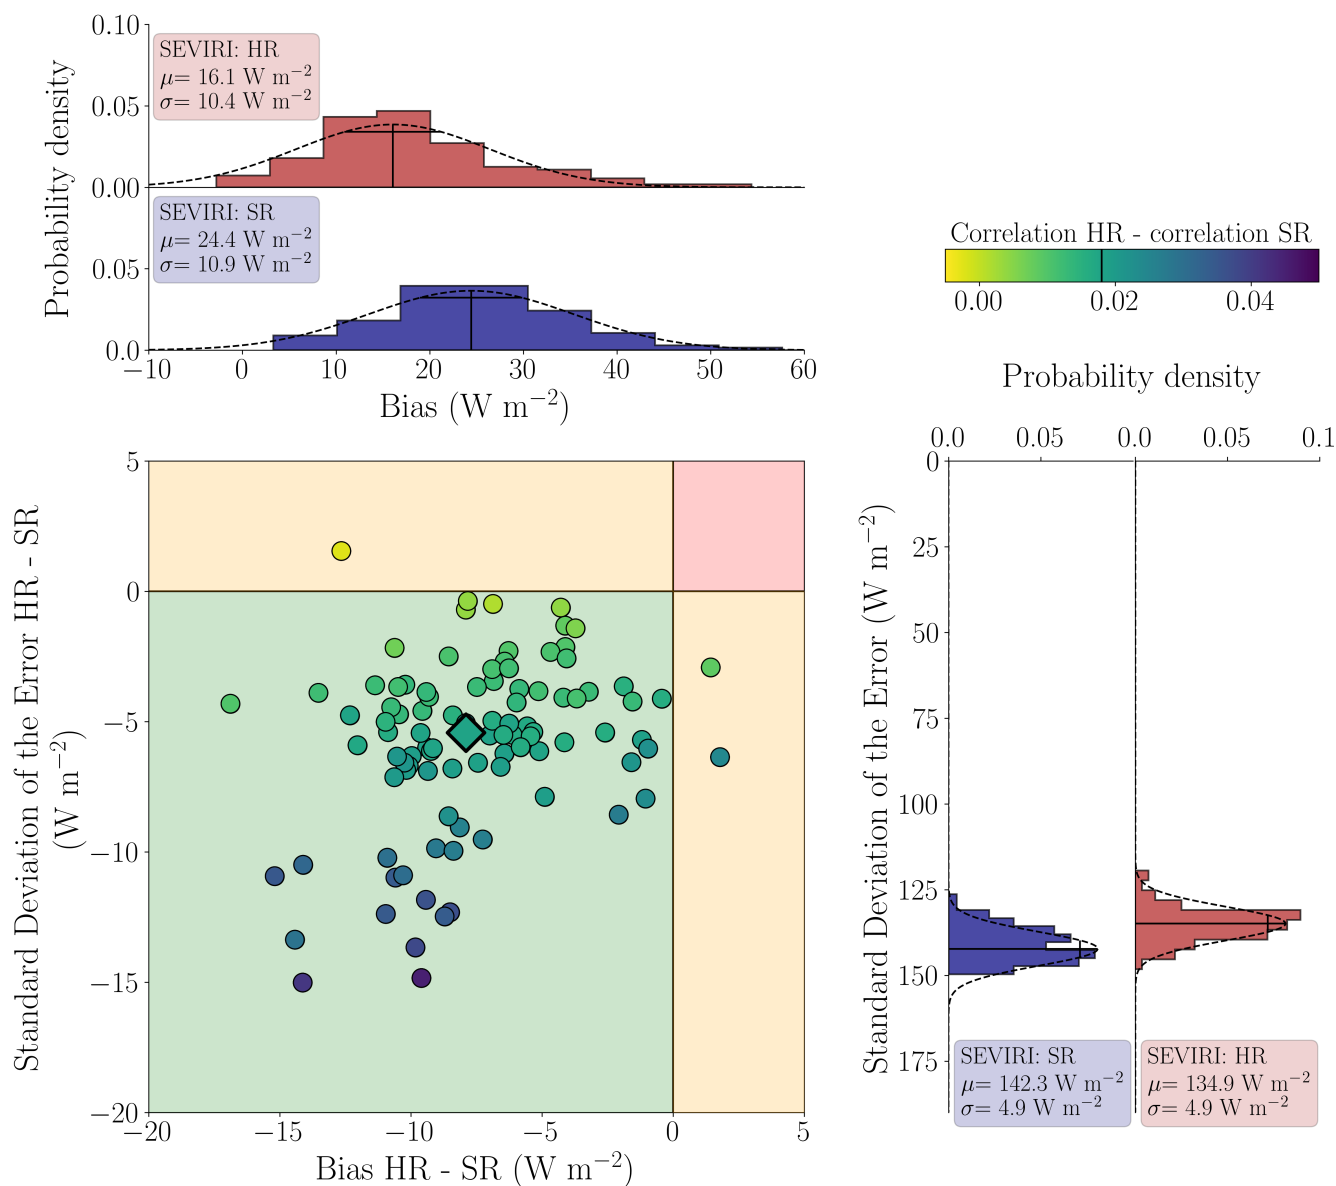 Probability density
0.10
0.05
0.00
SEVIRI: HR
μ= 16.1 W m⁻²
σ= 10.4 W m⁻²
0.05
0.0
SEVIRI: SR
μ= 24.4 W m⁻²
σ= 10.9 W m⁻²
−10 0 10 20 30 40 50 60
Bias (W m⁻²)
Correlation HR - correlation SR
0.00 0.02 0.04
Standard Deviation of the Error HR - SR
(W m⁻²)
5
0
−5
−10
−15
−20
−20 −15 −10 −5 0 5
Bias HR - SR (W m⁻²)
Probability density
0.0 0.05 0.0 0.05 0.1
Standard Deviation of the Error (W m⁻²)
0
25
50
75
100
125
150
175
SEVIRI: SR
μ= 142.3 W m⁻²
σ= 4.9 W m⁻²
SEVIRI: HR
μ= 134.9 W m⁻²
σ= 4.9 W m⁻²